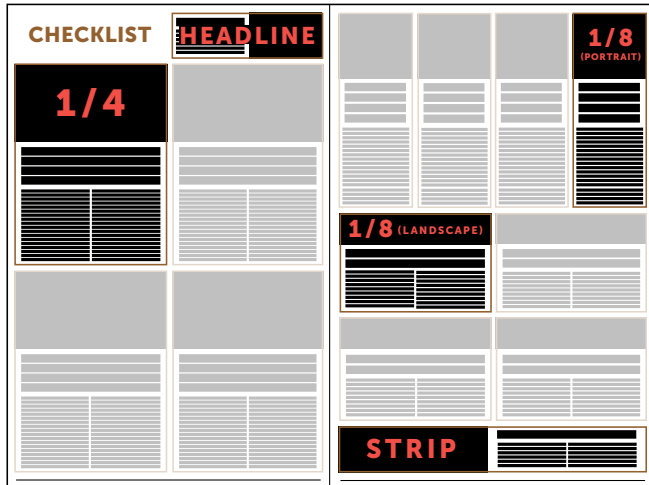 CHECKLIST
HEADLINE
1/4
1/8
(PORTRAIT)
1/8 (LANDSCAPE)
STRIP